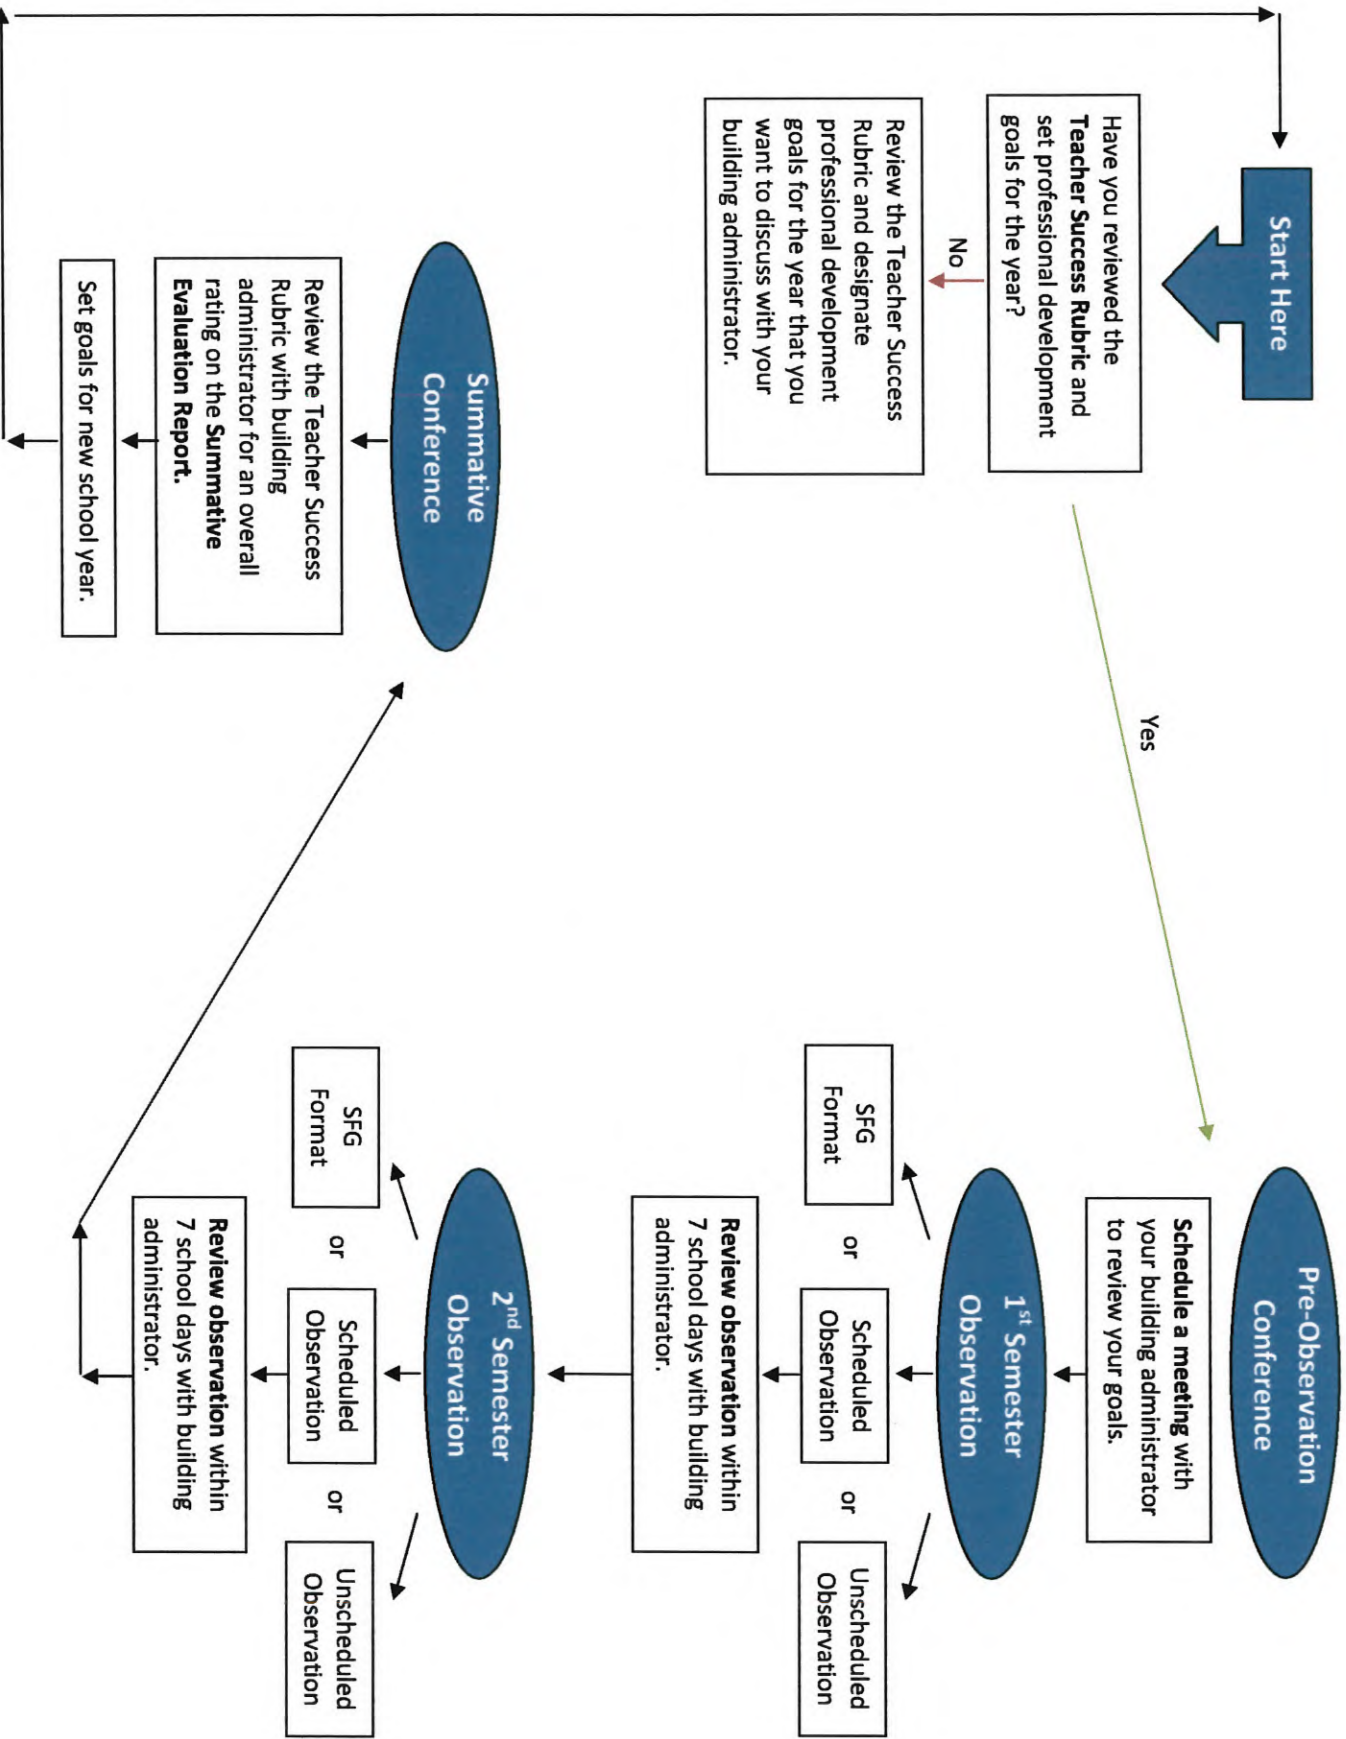 Start Here
Have you reviewed the
Teacher Success Rubric and
set professional development
goals for the year?
No
Review the Teacher Success
Rubric and designate
professional development
goals for the year that you
want to discuss with your
building administrator.
Yes
Pre-Observation
Conference
Schedule a meeting with
your building administrator
to review your goals.
1st Semester
Observation
SFG
Format
or
Scheduled
Observation
or
Unscheduled
Observation
Review observation within
7 school days with building
administrator.
2nd Semester
Observation
SFG
Format
or
Scheduled
Observation
or
Unscheduled
Observation
Review observation within
7 school days with building
administrator.
Summative
Conference
Review the Teacher Success
Rubric with building
administrator for an overall
rating on the Summative
Evaluation Report.
Set goals for new school year.